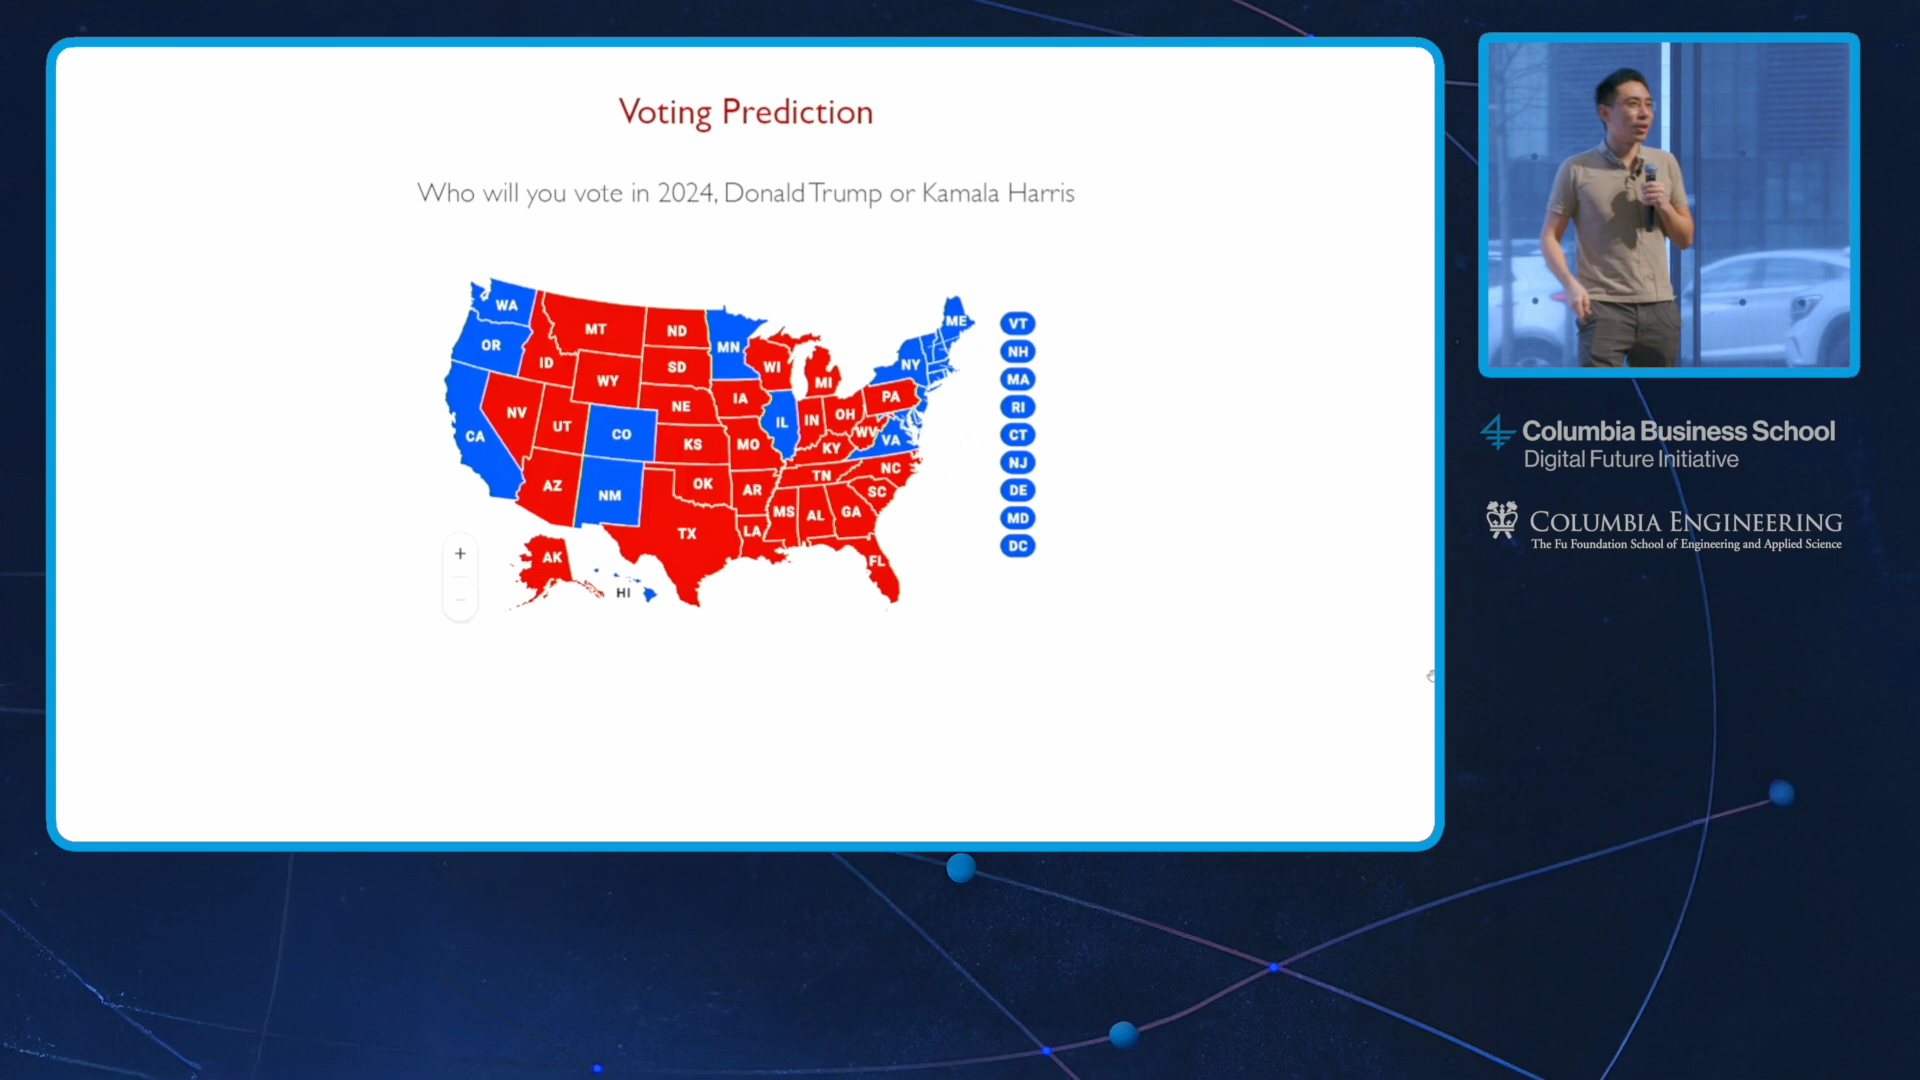 Voting Prediction
Who will you vote in 2024, Donald Trump or Kamala Harris
WA
MT
ND
MN
ME
VT
OR
ID
SD
WI
NY
NH
WY
MI
MA
NV
NE
IA
PA
RI
CA
UT
CO
KS
MO
IL
IN
OH
WV
VA
CT
KY
NJ
AZ
NM
OK
AR
TN
NC
DE
TX
LA
MS
AL
GA
SC
MD
AK
HI
FL
DC
+
Columbia Business School
Digital Future Initiative
COLUMBIA ENGINEERING
The Fu Foundation School of Engineering and Applied Science